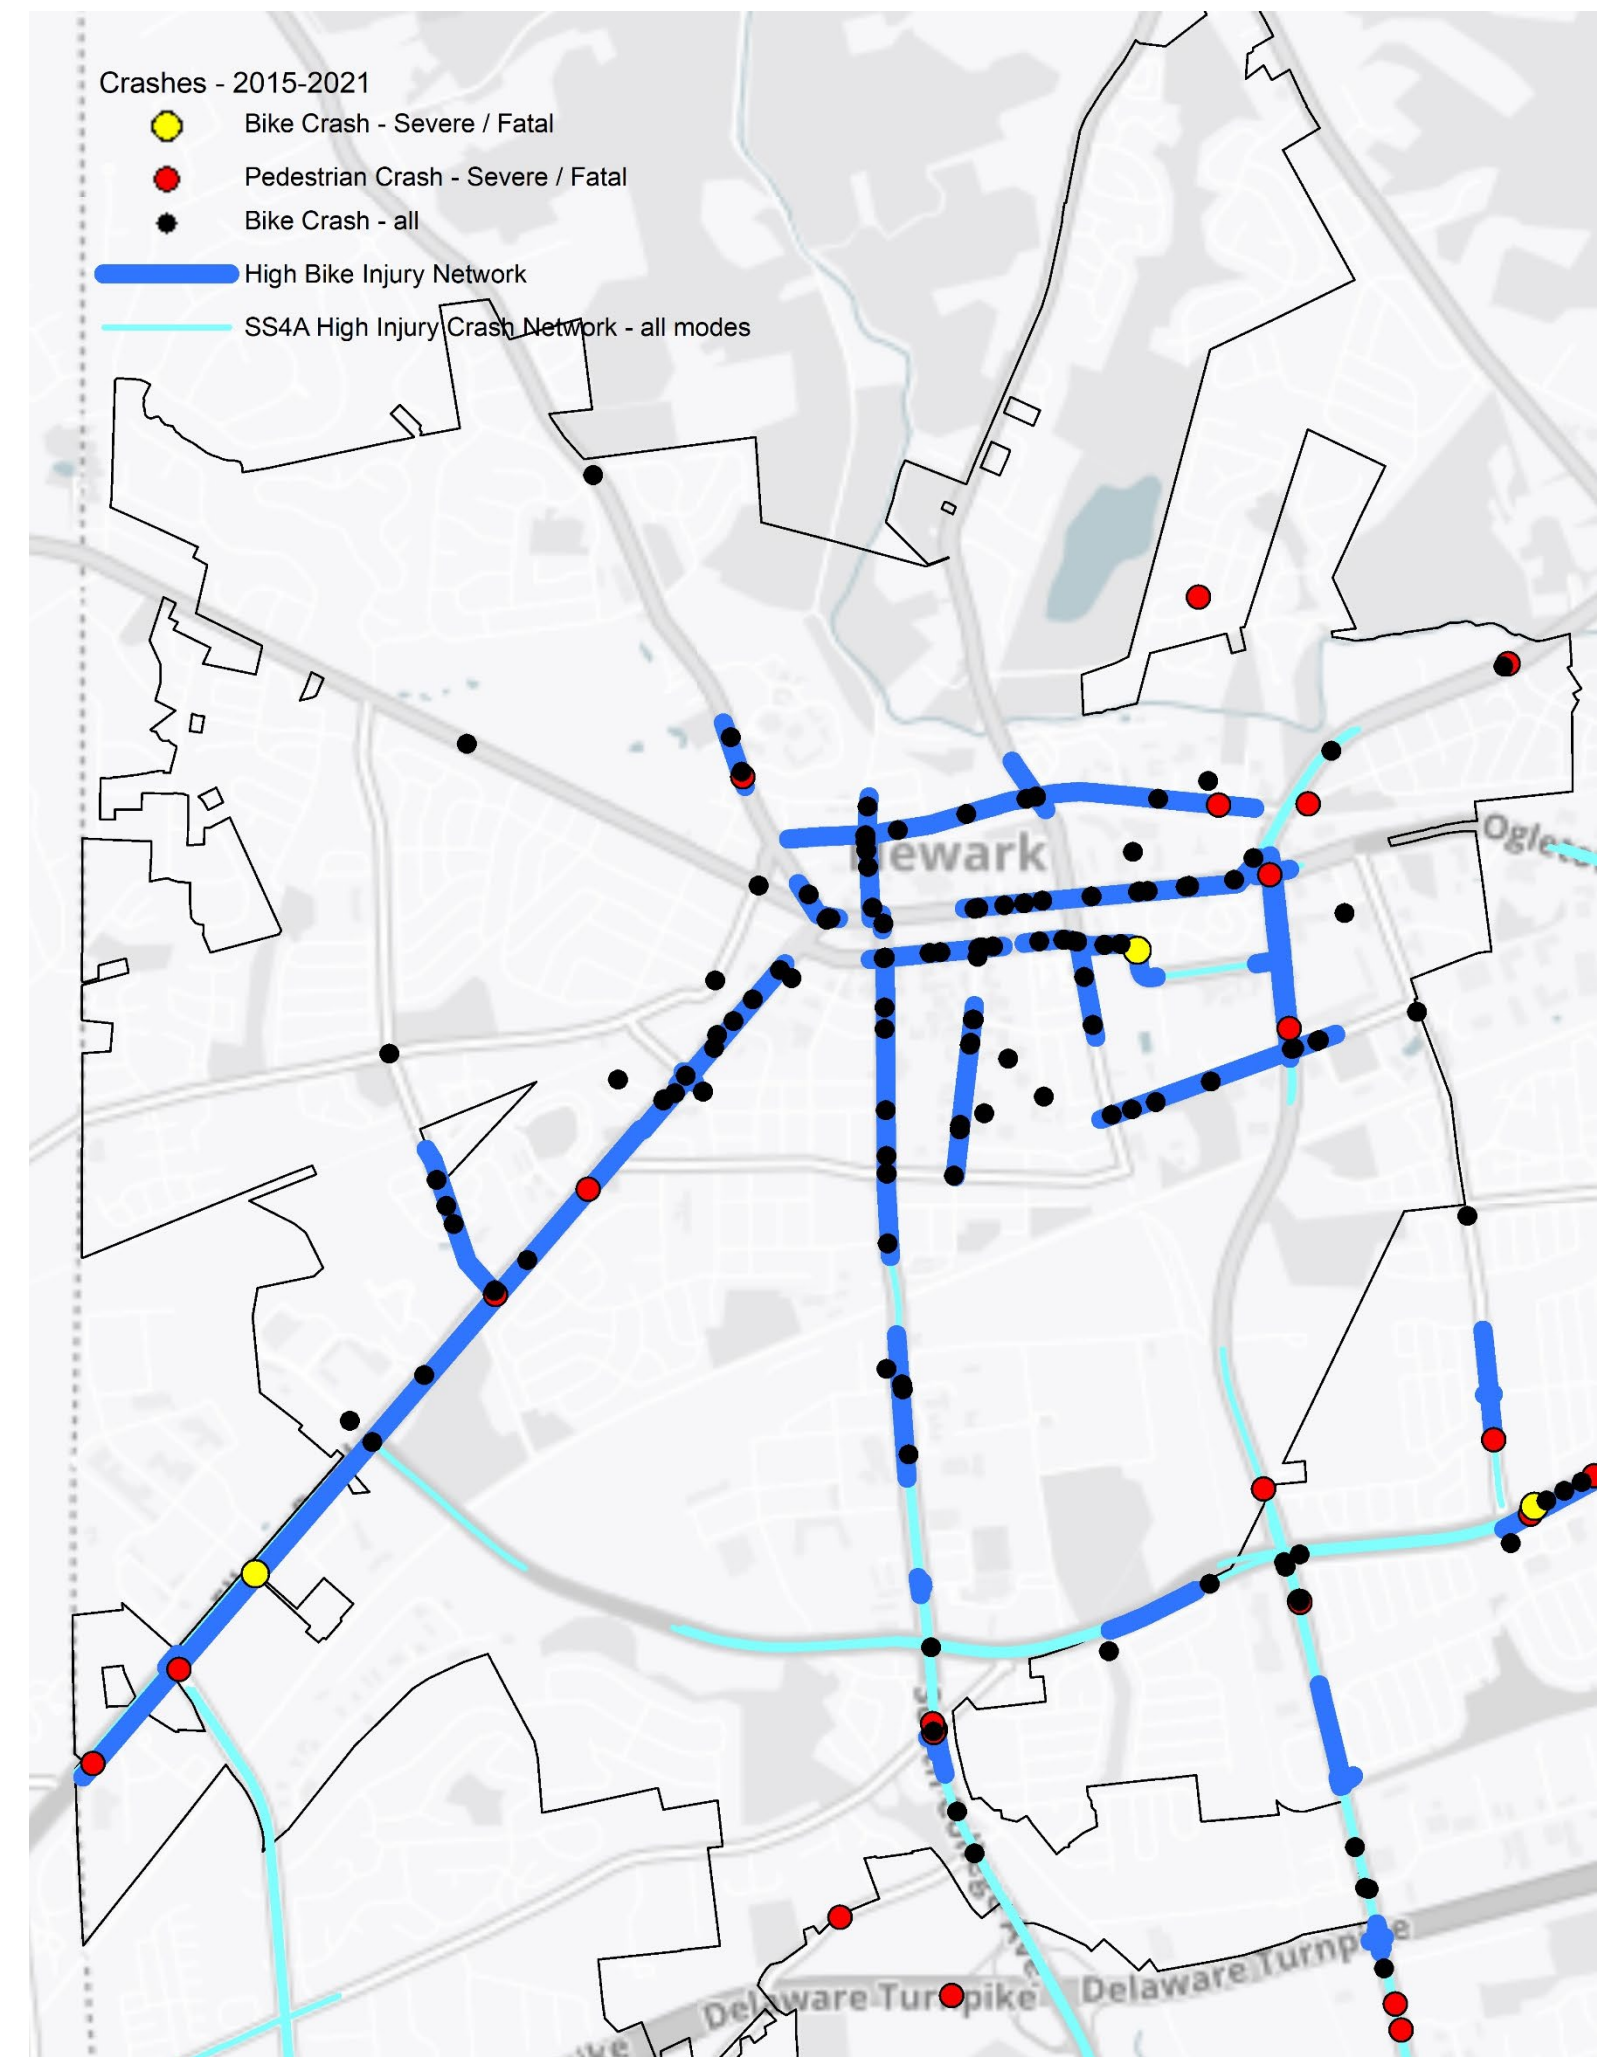 Crashes - 2015-2021
Bike Crash - Severe / Fatal
Pedestrian Crash - Severe / Fatal
Bike Crash - all
High Bike Injury Network
SS4A High Injury Crash Network - all modes
Newark
Delaware Turnpike
Delaware Turnpike